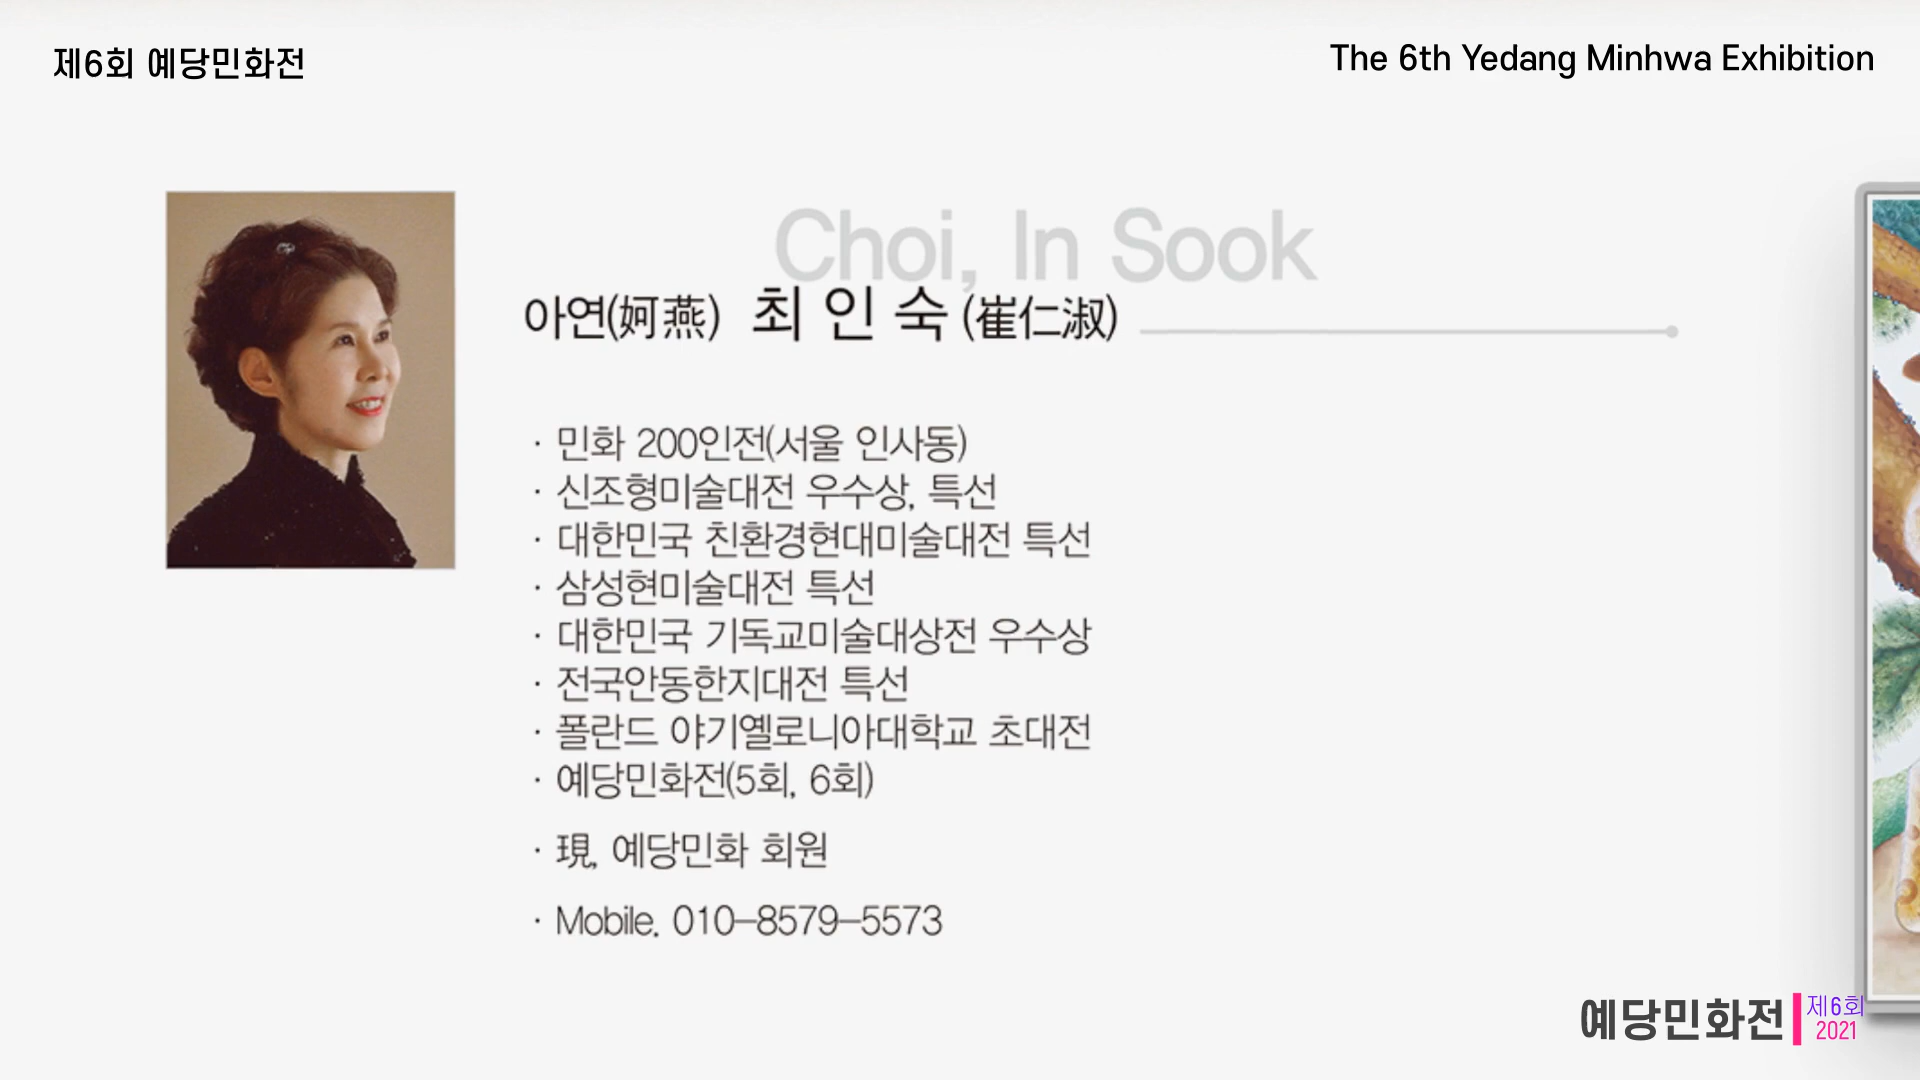 제6회 예당민화전
The 6th Yedang Minhwa Exhibition
Choi, In Sook
아연(妸燕) 최인숙(崔仁淑)
· 민화 200인전(서울 인사동)
· 신조형미술대전 우수상, 특선
· 대한민국 친환경현대미술대전 특선
· 삼성현미술대전 특선
· 대한민국 기독교미술대상전 우수상
· 전국안동한지대전 특선
· 폴란드 야기옐로니아대학교 초대전
· 예당민화전(5회, 6회)
· 現, 예당민화 회원
· Mobile. 010-8579-5573
예당민화전 제6회
2021